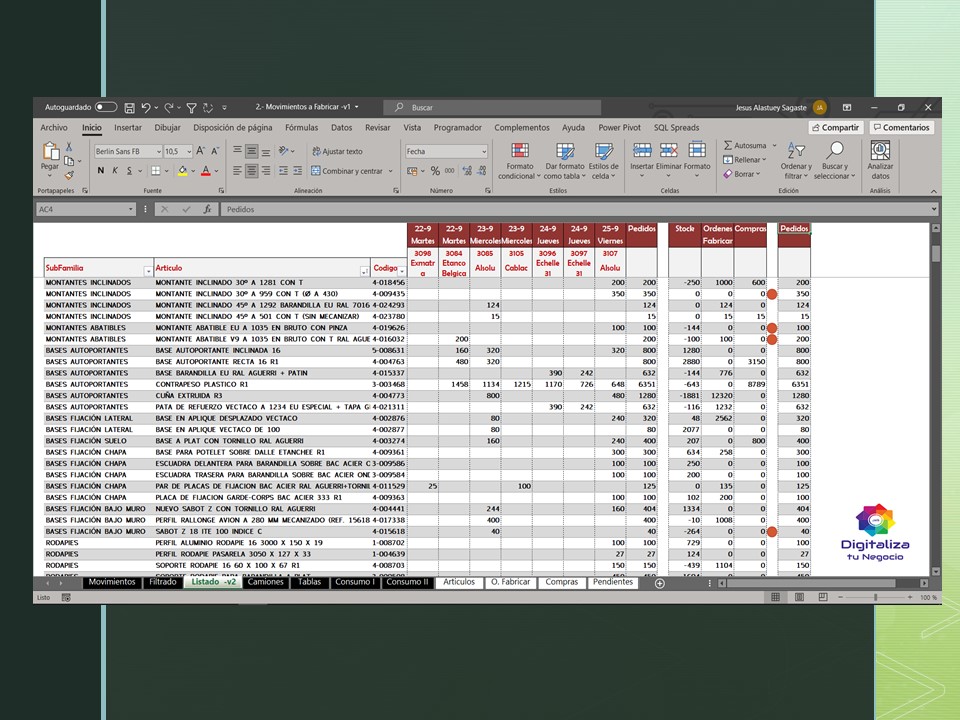 Autoguardado
2.- Movimientos a Fabricar -v1
Buscar
Jesus Alastuey Sagaste
JA
Archivo Inicio Insertar Dibujar Disposición de página Fórmulas Datos Revisar Vista Programador Complementos Ayuda Power Pivot SQL Spreads
Compartir Comentarios
Pegar
Berlin Sans FB 10,5
N K S
Ajustar texto
Combinar y centrar
Fecha
Formato condicional
Dar formato como tabla
Estilos de celda
Insertar Eliminar Formato
Autosuma
Rellenar
Borrar
Ordenar y filtrar
Buscar y seleccionar
Analizar datos
Portapapeles Fuente Alineación Número Estilos Celdas Edición Análisis
AC4 fx Pedidos
22-9 22-9 23-9 23-9 24-9 24-9 25-9 Pedidos Stock Ordenes Compras Pedidos
Martes Martes Miercoles Miercoles Jueves Jueves Viernes Fabricar
3098 3084 3085 3105 3096 3097 3107
Exmatra Etanco Belgica Aholu Cablac Echelle 31 Echelle 31 Aholu
SubFamilia Articulo Codigo
MONTANTES INCLINADOS MONTANTE INCLINADO 30º A 1281 CON T 4-018456 200 200 -250 1000 600 200
MONTANTES INCLINADOS MONTANTE INCLINADO 30º A 959 CON T (Ø A 430) 4-009435 350 350 0 0 0 350
MONTANTES INCLINADOS MONTANTE INCLINADO 45º A 1292 BARANDILLA EU RAL 7016 4-024293 124 124 0 124 0 124
MONTANTES INCLINADOS MONTANTE INCLINADO 45º A 501 CON T (SIN MECANIZAR) 4-023780 15 15 0 15 15 15
MONTANTES ABATIBLES MONTANTE ABATIBLE EU A 1035 EN BRUTO CON PINZA 4-019626 100 100 -144 0 0 100
MONTANTES ABATIBLES MONTANTE ABATIBLE V9 A 1035 EN BRUTO CON T RAL AGUE 4-016032 200 200 -100 100 0 200
BASES AUTOPORTANTES BASE AUTOPORTANTE INCLINADA 16 5-008631 160 320 320 800 1280 0 0 800
BASES AUTOPORTANTES BASE AUTOPORTANTE RECTA 16 R1 4-004763 480 320 800 2880 0 3150 800
BASES AUTOPORTANTES BASE BARANDILLA EU RAL AGUERRI + PATIN 4-015337 390 242 632 -144 776 0 632
BASES AUTOPORTANTES CONTRAPESO PLASTICO R1 3-003468 1458 1134 1215 1170 726 648 6351 -643 0 8789 6351
BASES AUTOPORTANTES CUÑA EXTRUIDA R3 4-004773 800 480 1280 -1881 12320 0 1280
BASES AUTOPORTANTES PATA DE REFUERZO VECTACO A 1234 EU ESPECIAL + TAPA G 4-021311 390 242 632 -116 1232 0 632
BASES FIJACIÓN LATERAL BASE EN APLIQUE DESPLAZADO VECTACO 4-002876 80 240 320 48 2562 0 320
BASES FIJACIÓN LATERAL BASE EN APLIQUE VECTACO DE 100 4-002877 80 80 2077 0 0 80
BASES FIJACIÓN SUELO BASE A PLAT CON TORNILLO RAL AGUERRI 4-003274 160 240 400 207 0 800 400
BASES FIJACIÓN CHAPA BASE PARA POTELET SOBRE DALLE ETANCHEE R1 4-009361 300 300 634 258 0 300
BASES FIJACIÓN CHAPA ESCUADRA DELANTERA PARA BARANDILLA SOBRE BAC ACIER C 3-009586 100 100 250 0 0 100
BASES FIJACIÓN CHAPA ESCUADRA TRASERA PARA BARANDILLA SOBRE BAC ACIER OND 3-009584 100 100 200 0 0 100
BASES FIJACIÓN CHAPA PAR DE PLACAS DE FIJACION BAC ACIER RAL AGUERRI+TORNIL 4-011529 25 100 125 0 135 0 125
BASES FIJACIÓN CHAPA PLACA DE FIJACION GARDE-CORPS BAC ACIER 333 R1 4-009363 100 100 102 200 0 100
BASES FIJACIÓN BAJO MURO NUEVO SABOT Z CON TORNILLO RAL AGUERRI 4-004441 244 160 404 1334 0 0 404
BASES FIJACIÓN BAJO MURO PERFIL RALLONGE AVION A 280 MM MECANIZADO (REF. 15618 4-017338 400 400 -10 1008 0 400
BASES FIJACIÓN BAJO MURO SABOT Z 18 ITE 100 INDICE C 4-015618 40 40 -264 0 0 40
RODAPIES PERFIL ALUMINIO RODAPIE 16 3000 X 150 X 19 1-008702 100 100 729 0 0 100
RODAPIES PERFIL RODAPIE PASARELA 3050 X 127 X 33 1-004639 27 27 124 0 0 27
RODAPIES SOPORTE RODAPIE 16 60 X 100 X 67 R1 4-008703 150 150 -439 1104 0 150
Digitaliza
tu Negocio
Movimientos Filtrado Listado -v2 Camiones Tablas Consumo I Consumo II Artículos O. Fabricar Compras Pendientes
Listo 100 %